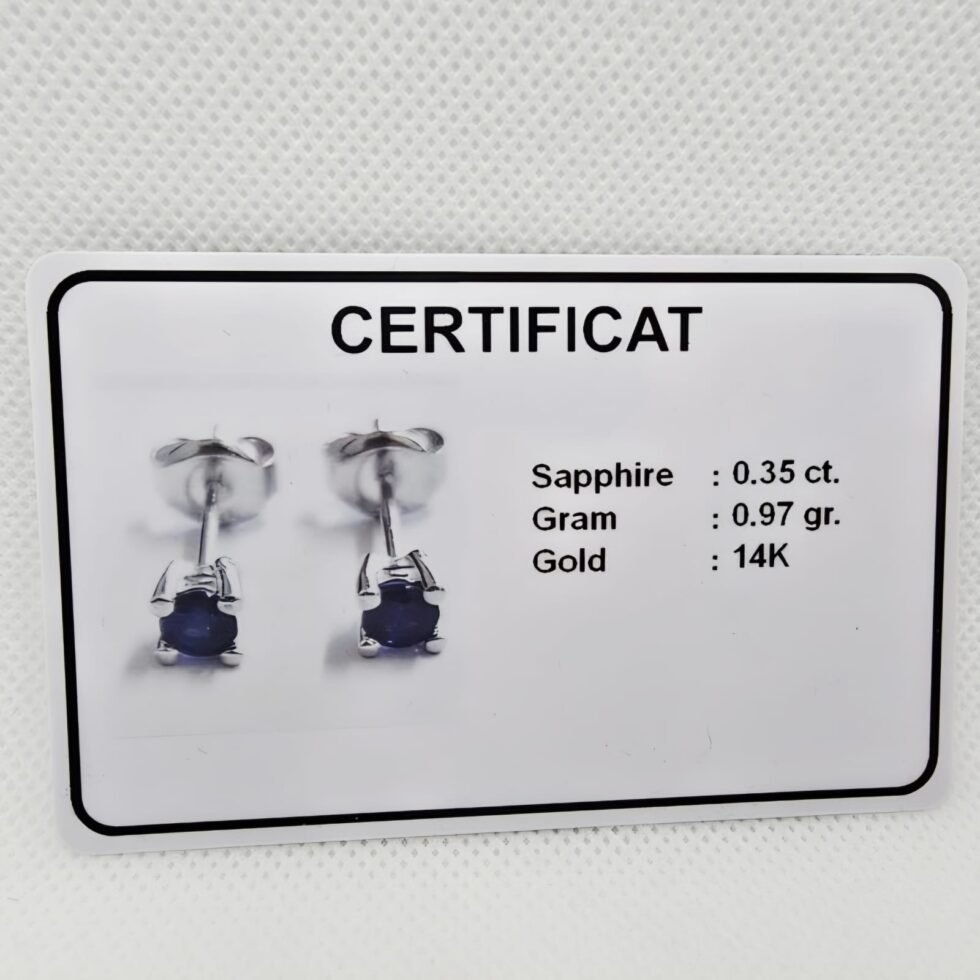 CERTIFICAT
Sapphire : 0.35 ct.
Gram : 0.97 gr.
Gold : 14K